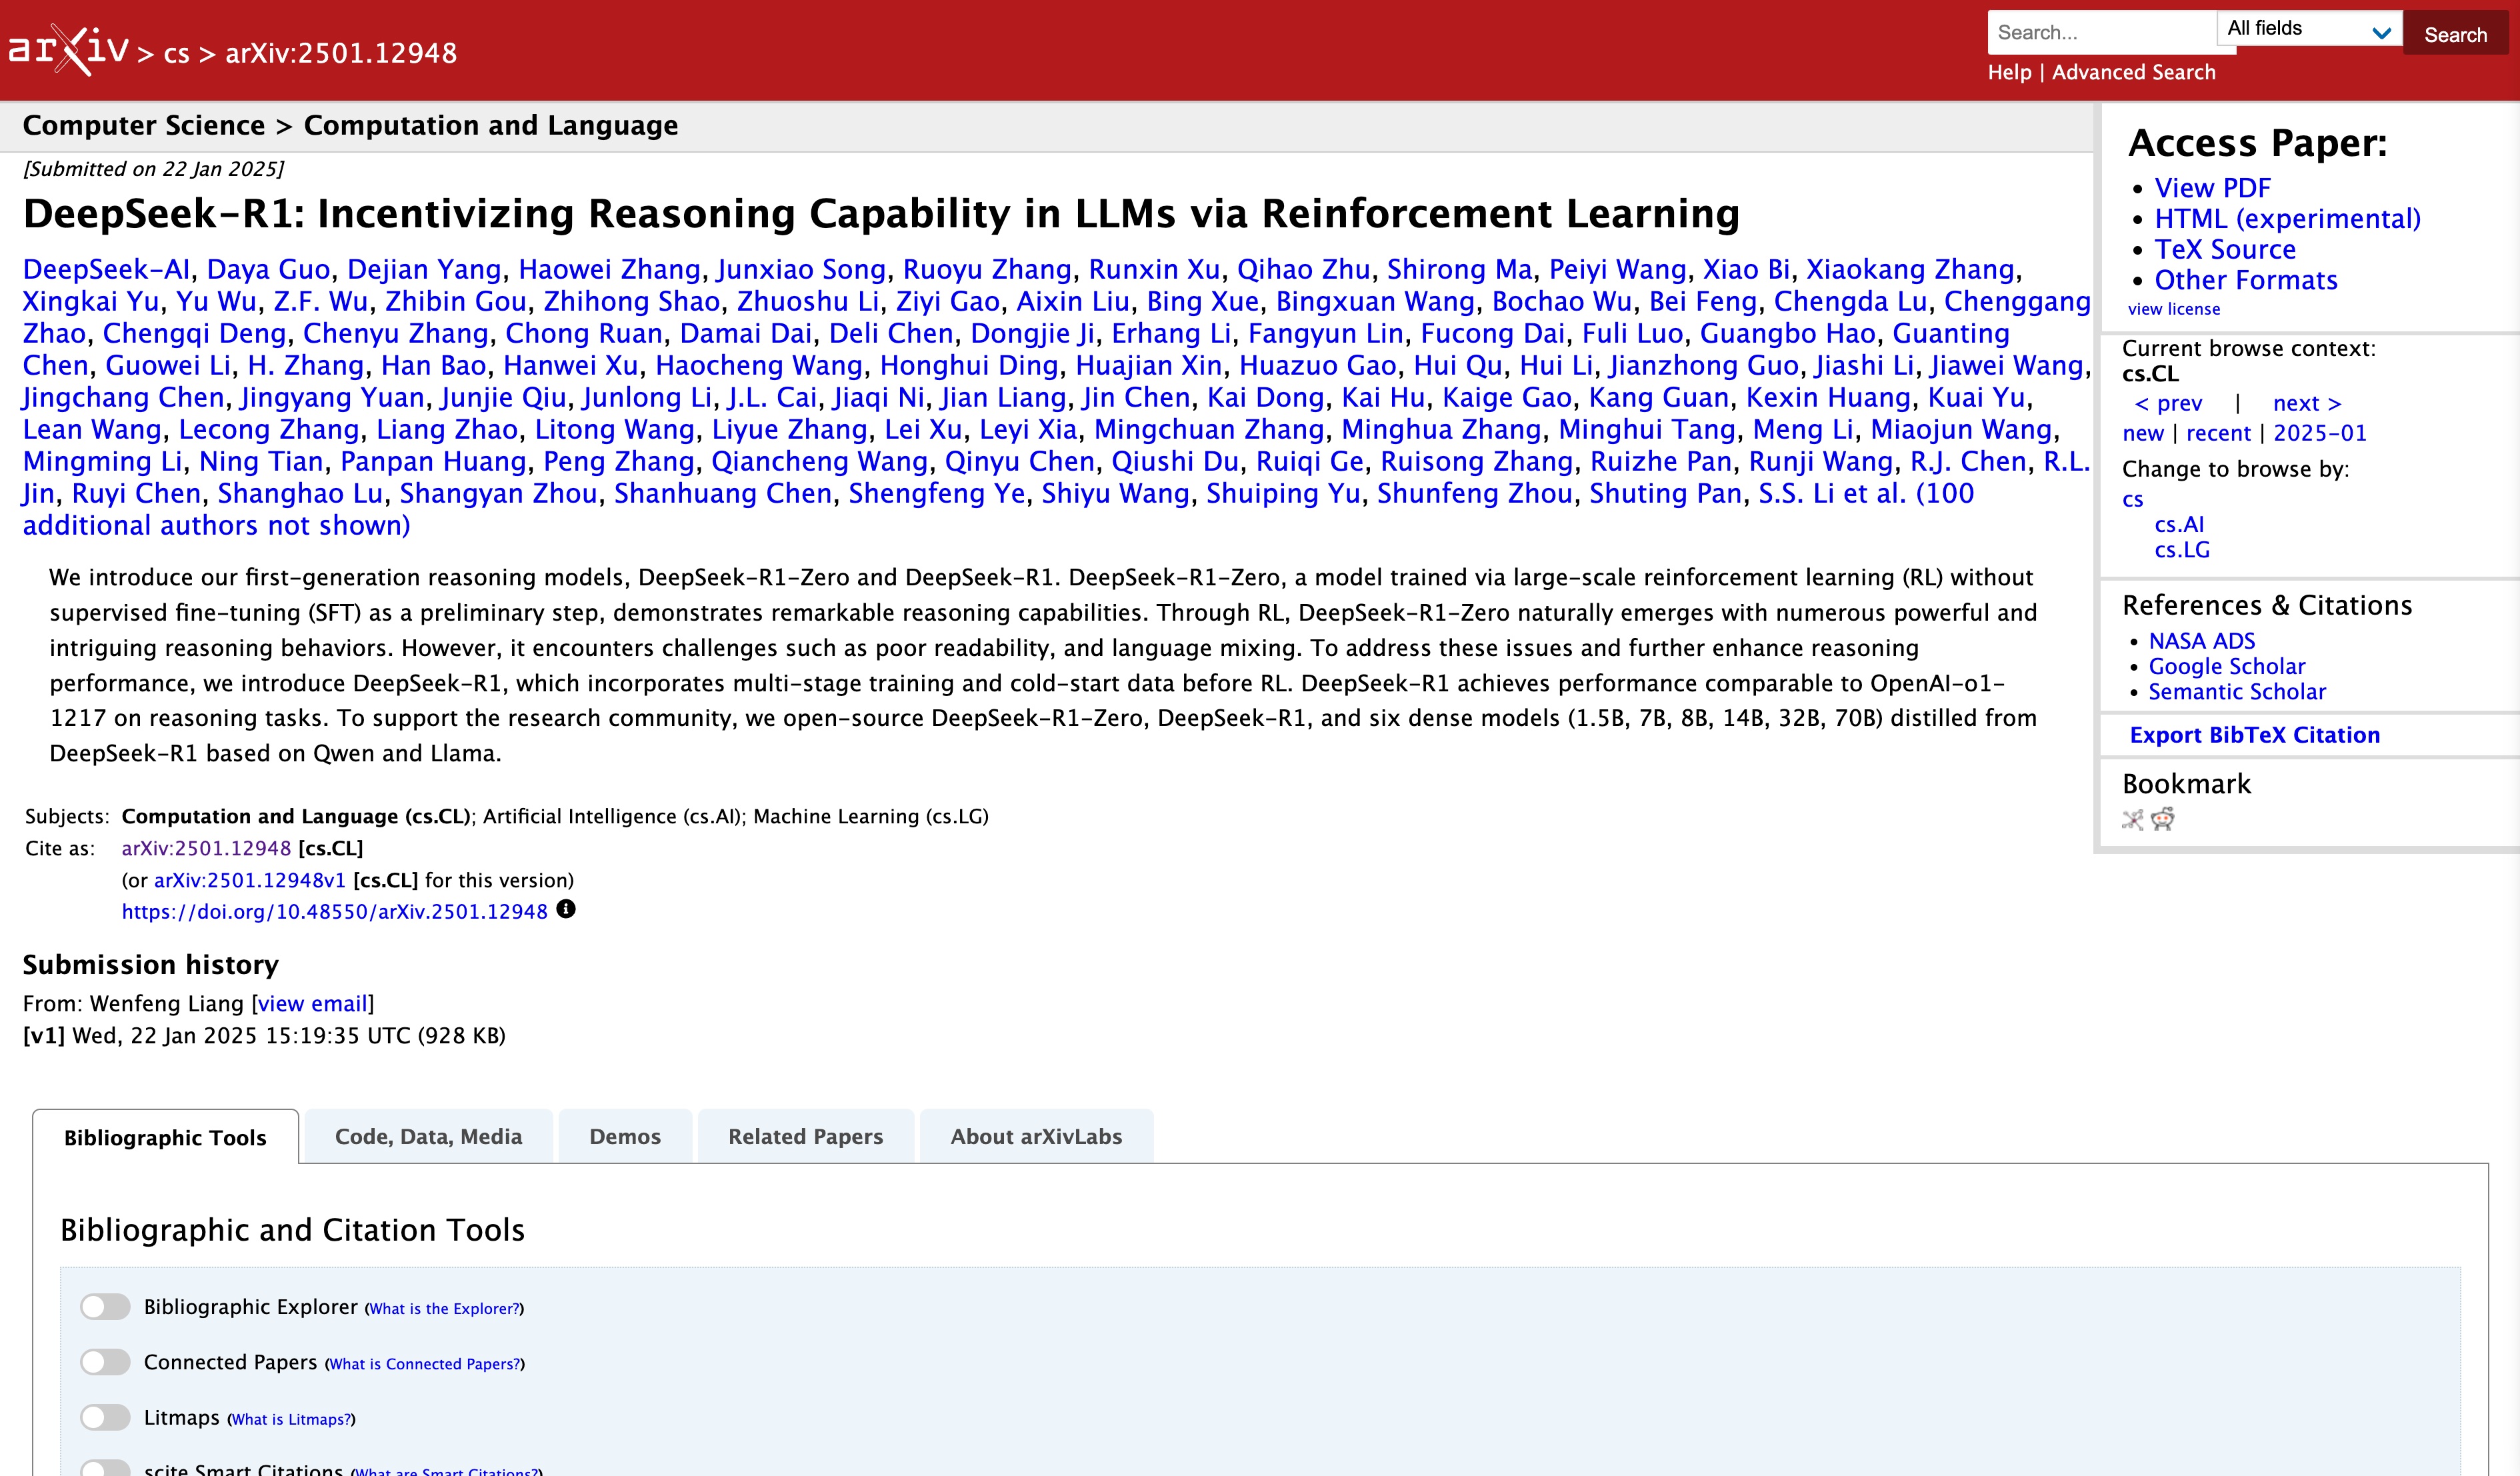 arXiv > cs > arXiv:2501.12948
Search...
All fields
Search
Help | Advanced Search
Computer Science > Computation and Language
[Submitted on 22 Jan 2025]
DeepSeek-R1: Incentivizing Reasoning Capability in LLMs via Reinforcement Learning
DeepSeek-AI, Daya Guo, Dejian Yang, Haowei Zhang, Junxiao Song, Ruoyu Zhang, Runxin Xu, Qihao Zhu, Shirong Ma, Peiyi Wang, Xiao Bi, Xiaokang Zhang,
Xingkai Yu, Yu Wu, Z.F. Wu, Zhibin Gou, Zhihong Shao, Zhuoshu Li, Ziyi Gao, Aixin Liu, Bing Xue, Bingxuan Wang, Bochao Wu, Bei Feng, Chengda Lu, Chenggang
Zhao, Chengqi Deng, Chenyu Zhang, Chong Ruan, Damai Dai, Deli Chen, Dongjie Ji, Erhang Li, Fangyun Lin, Fucong Dai, Fuli Luo, Guangbo Hao, Guanting
Chen, Guowei Li, H. Zhang, Han Bao, Hanwei Xu, Haocheng Wang, Honghui Ding, Huajian Xin, Huazuo Gao, Hui Qu, Hui Li, Jianzhong Guo, Jiashi Li, Jiawei Wang,
Jingchang Chen, Jingyang Yuan, Junjie Qiu, Junlong Li, J.L. Cai, Jiaqi Ni, Jian Liang, Jin Chen, Kai Dong, Kai Hu, Kaige Gao, Kang Guan, Kexin Huang, Kuai Yu,
Lean Wang, Lecong Zhang, Liang Zhao, Litong Wang, Liyue Zhang, Lei Xu, Leyi Xia, Mingchuan Zhang, Minghua Zhang, Minghui Tang, Meng Li, Miaojun Wang,
Mingming Li, Ning Tian, Panpan Huang, Peng Zhang, Qiancheng Wang, Qinyu Chen, Qiushi Du, Ruiqi Ge, Ruisong Zhang, Ruizhe Pan, Runji Wang, R.J. Chen, R.L.
Jin, Ruyi Chen, Shanghao Lu, Shangyan Zhou, Shanhuang Chen, Shengfeng Ye, Shiyu Wang, Shuiping Yu, Shunfeng Zhou, Shuting Pan, S.S. Li et al. (100
additional authors not shown)
We introduce our first-generation reasoning models, DeepSeek-R1-Zero and DeepSeek-R1. DeepSeek-R1-Zero, a model trained via large-scale reinforcement learning (RL) without
supervised fine-tuning (SFT) as a preliminary step, demonstrates remarkable reasoning capabilities. Through RL, DeepSeek-R1-Zero naturally emerges with numerous powerful and
intriguing reasoning behaviors. However, it encounters challenges such as poor readability, and language mixing. To address these issues and further enhance reasoning
performance, we introduce DeepSeek-R1, which incorporates multi-stage training and cold-start data before RL. DeepSeek-R1 achieves performance comparable to OpenAI-o1-
1217 on reasoning tasks. To support the research community, we open-source DeepSeek-R1-Zero, DeepSeek-R1, and six dense models (1.5B, 7B, 8B, 14B, 32B, 70B) distilled from
DeepSeek-R1 based on Qwen and Llama.
Subjects: Computation and Language (cs.CL); Artificial Intelligence (cs.AI); Machine Learning (cs.LG)
Cite as: arXiv:2501.12948 [cs.CL]
(or arXiv:2501.12948v1 [cs.CL] for this version)
https://doi.org/10.48550/arXiv.2501.12948
Submission history
From: Wenfeng Liang [view email]
[v1] Wed, 22 Jan 2025 15:19:35 UTC (928 KB)
Access Paper:
• View PDF
• HTML (experimental)
• TeX Source
• Other Formats
view license
Current browse context:
cs.CL
< prev | next >
new | recent | 2025-01
Change to browse by:
cs
cs.AI
cs.LG
References & Citations
• NASA ADS
• Google Scholar
• Semantic Scholar
Export BibTeX Citation
Bookmark
Bibliographic Tools
Code, Data, Media
Demos
Related Papers
About arXivLabs
Bibliographic and Citation Tools
Bibliographic Explorer (What is the Explorer?)
Connected Papers (What is Connected Papers?)
Litmaps (What is Litmaps?)
scite Smart Citations (What are Smart Citations?)